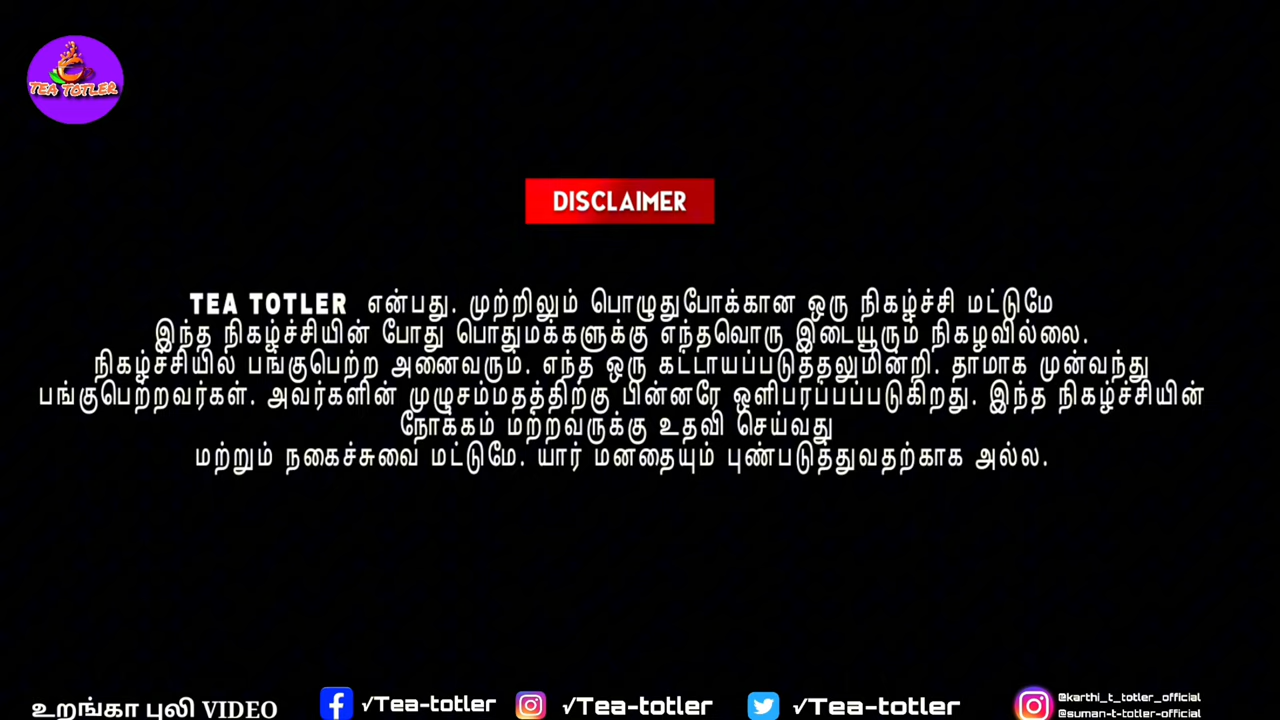 TEA TOTLER
DISCLAIMER
TEA TOTLER என்பது. முற்றிலும் பொழுதுபோக்கான ஒரு நிகழ்ச்சி மட்டுமே
இந்த நிகழ்ச்சியின் போது பொதுமக்களுக்கு எந்தவொரு இடையூரும் நிகழவில்லை.
நிகழ்ச்சியில் பங்குபெற்ற அனைவரும். எந்த ஒரு கட்டாயப்படுத்தலுமின்றி. தாமாக முன்வந்து
பங்குபெற்றவர்கள். அவர்களின் முழுசம்மதத்திற்கு பின்னரே ஒளிபரப்பப்படுகிறது. இந்த நிகழ்ச்சியின்
நோக்கம் மற்றவருக்கு உதவி செய்வது
மற்றும் நகைச்சுவை மட்டுமே. யார் மனதையும் புண்படுத்துவதற்காக அல்ல.
உறங்கா புலி VIDEO √Tea-totler √Tea-totler √Tea-totler
@karthi_t_totler_official
@suman-t-totler-official